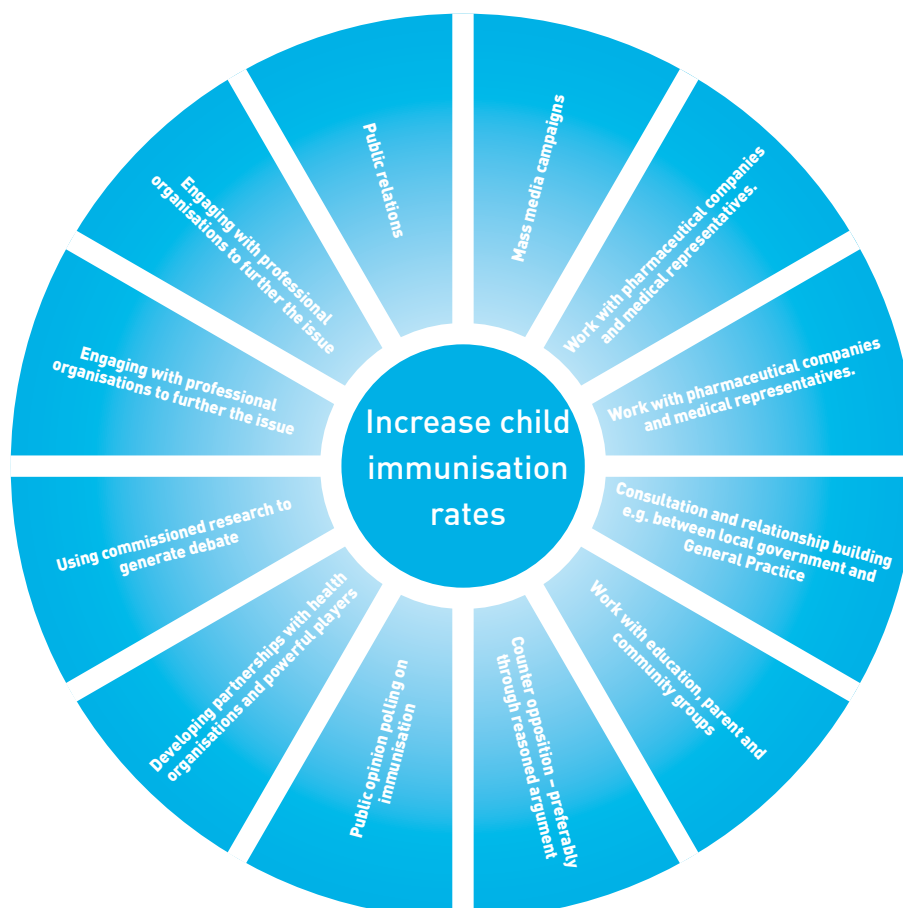 Public relations
Mass media campaigns
Work with pharmaceutical companies
and medical representatives.
Work with pharmaceutical companies
and medical representatives.
Consultation and relationship building
e.g. between local government and
General Practice
Work with education, parent and
community groups
Counter opposition – preferably
through reasoned argument
Public opinion polling on
immunisation
Developing partnerships with health
organisations and powerful players
Using commissioned research to
generate debate
Engaging with professional
organisations to further the issue
Engaging with professional
organisations to further the issue
Increase child
immunisation
rates